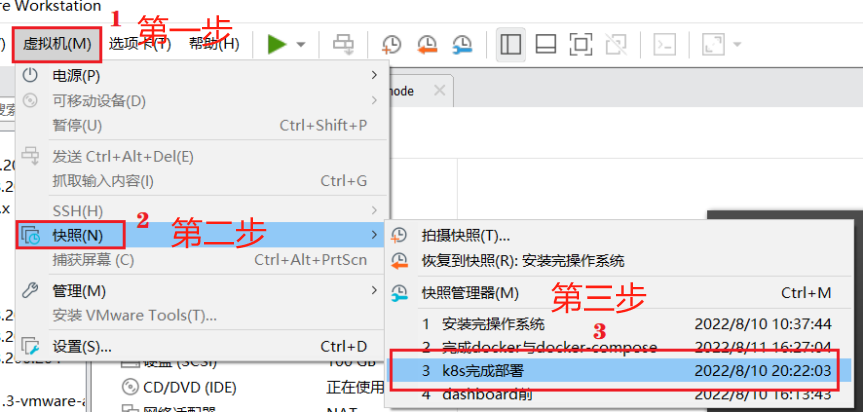 re Workstation
1 第一步
虚拟机(M) 选项卡(T) 帮助(H)
电源(P)
node
可移动设备(D)
暂停(U) Ctrl+Shift+P
发送 Ctrl+Alt+Del(E)
抓取输入内容(I) Ctrl+G
SSH(H)
2 第二步
快照(N)
捕获屏幕 (C) Ctrl+Alt+PrtScn
管理(M)
安装 VMware Tools(T)...
设置(S)... Ctrl+D
拍摄快照(T)...
恢复到快照(R): 安装完操作系统
快照管理器(M) Ctrl+M
第三步
3
1 安装完操作系统 2022/8/10 10:37:44
2 完成docker与docker-compose 2022/8/11 16:27:04
3 k8s完成部署 2022/8/10 20:22:03
4 dashboard前 2022/8/10 16:13:43
硬盘 (SCSI) 100 GB
CD/DVD (IDE) 正在使用
.3-vmware-a
网络适配器 NAT